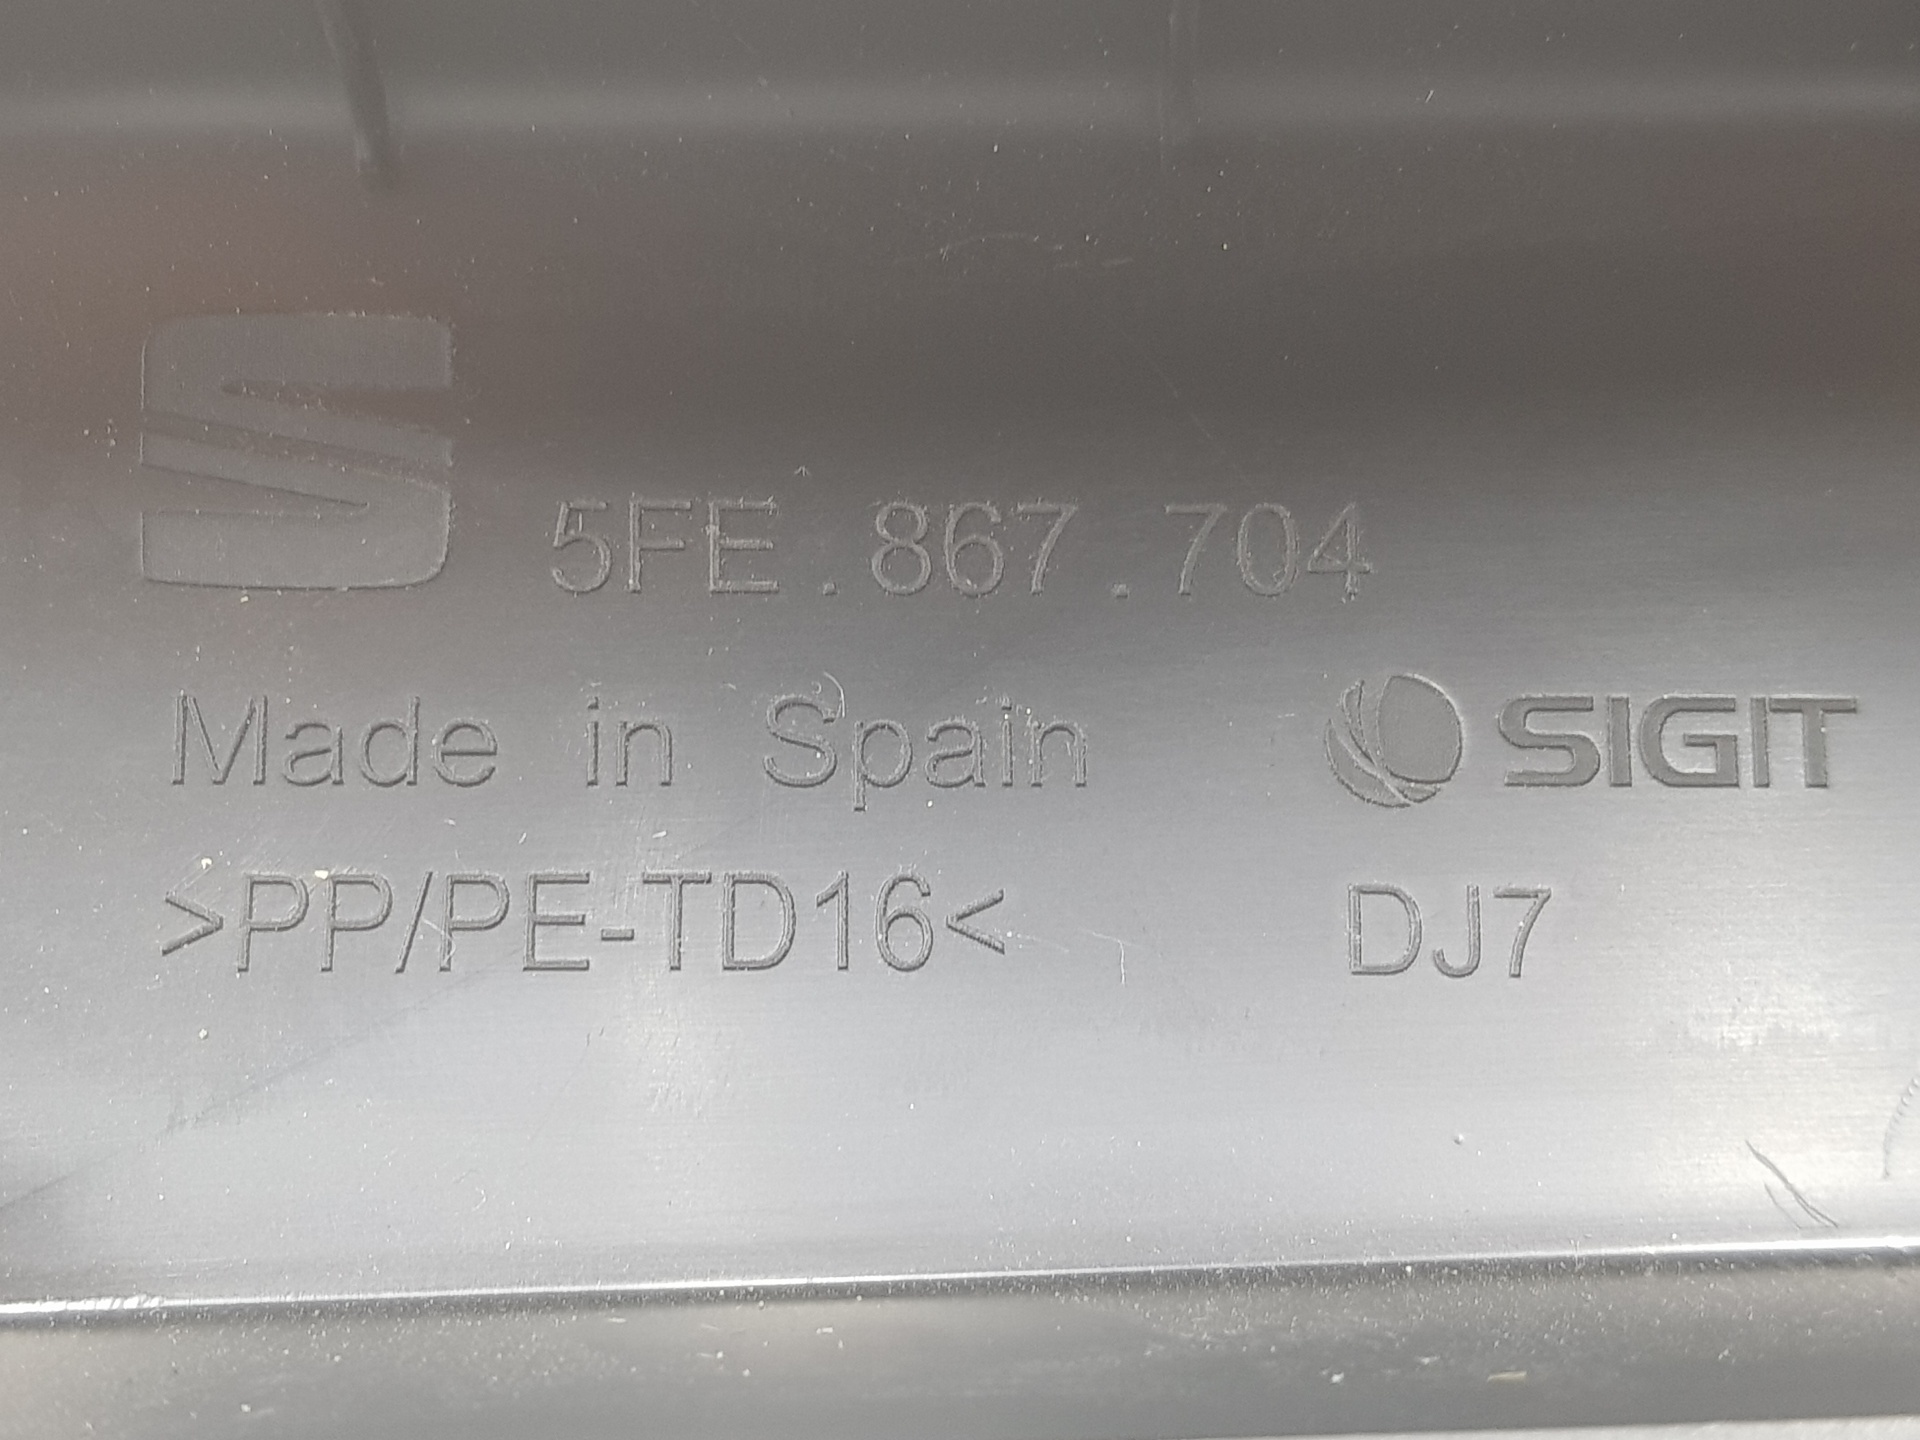 5FE.867.704
Made in Spain SIGIT
>PP/PE-TD16< DJ7